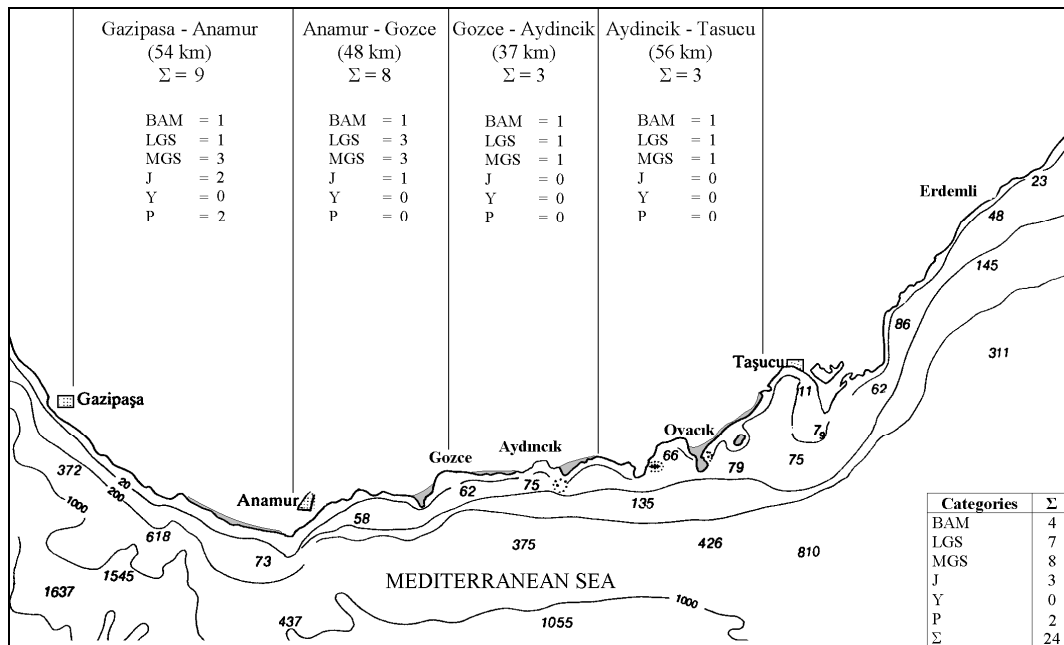 Gazipasa - Anamur
(54 km)
Σ = 9
BAM = 1
LGS = 1
MGS = 3
J = 2
Y = 0
P = 2
Anamur - Gozce
(48 km)
Σ = 8
BAM = 1
LGS = 3
MGS = 3
J = 1
Y = 0
P = 0
Gozce - Aydincik
(37 km)
Σ = 3
BAM = 1
LGS = 1
MGS = 1
J = 0
Y = 0
P = 0
Aydincik - Tasucu
(56 km)
Σ = 3
BAM = 1
LGS = 1
MGS = 1
J = 0
Y = 0
P = 0
Erdemli
23
48
145
86
311
Taşucu
11
62
79
75
Gazipaşa
Ovacık
66
79
Aydıncık
75
Gozce
62
Anamur
58
135
372
20
200
1000
618
73
375
426
810
1545
1637
MEDITERRANEAN SEA
437
1055
1000
Categories Σ
BAM 4
LGS 7
MGS 8
J 3
Y 0
P 2
Σ 24